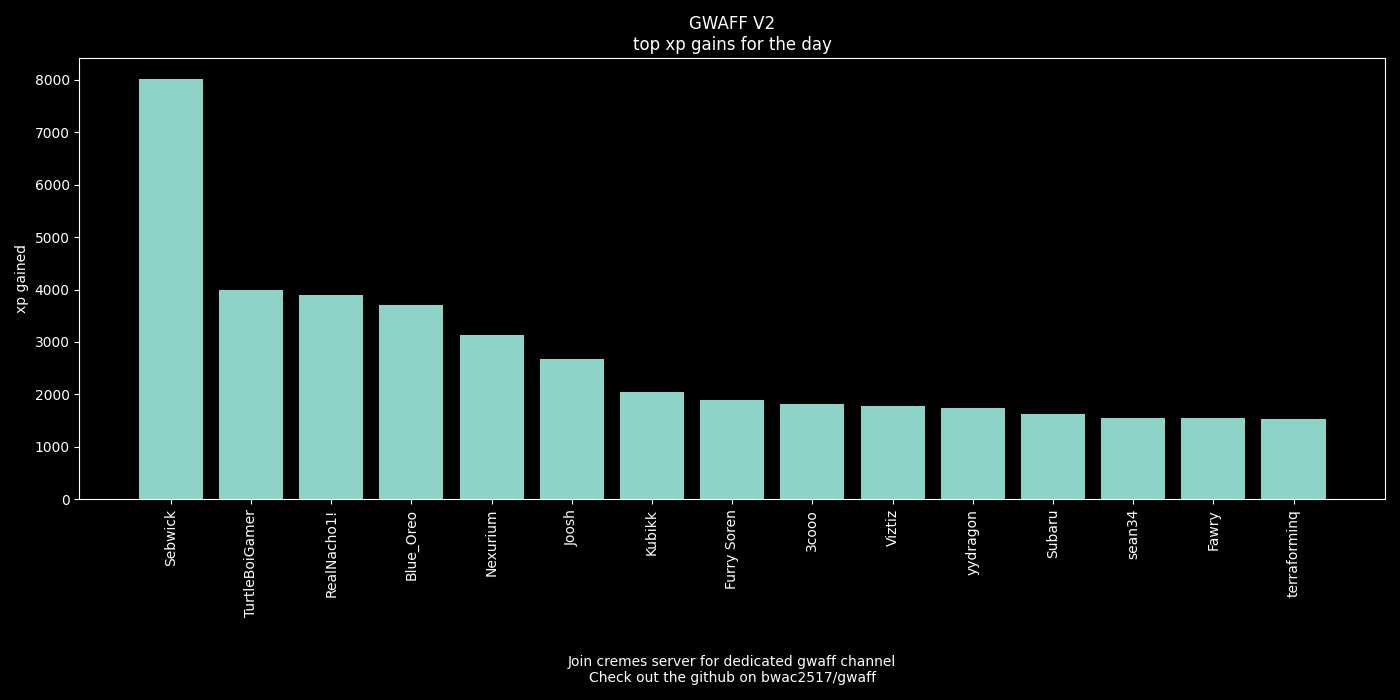 GWAFF V2
top xp gains for the day
xp gained
8000
7000
6000
5000
4000
3000
2000
1000
0
Sebwick
TurtleBoiGamer
RealNacho1!
Blue_Oreo
Nexurium
Joosh
Kubikk
Furry Soren
3cooo
Viztiz
yydragon
Subaru
sean34
Fawry
terraforminq
Join cremes server for dedicated gwaff channel
Check out the github on bwac2517/gwaff